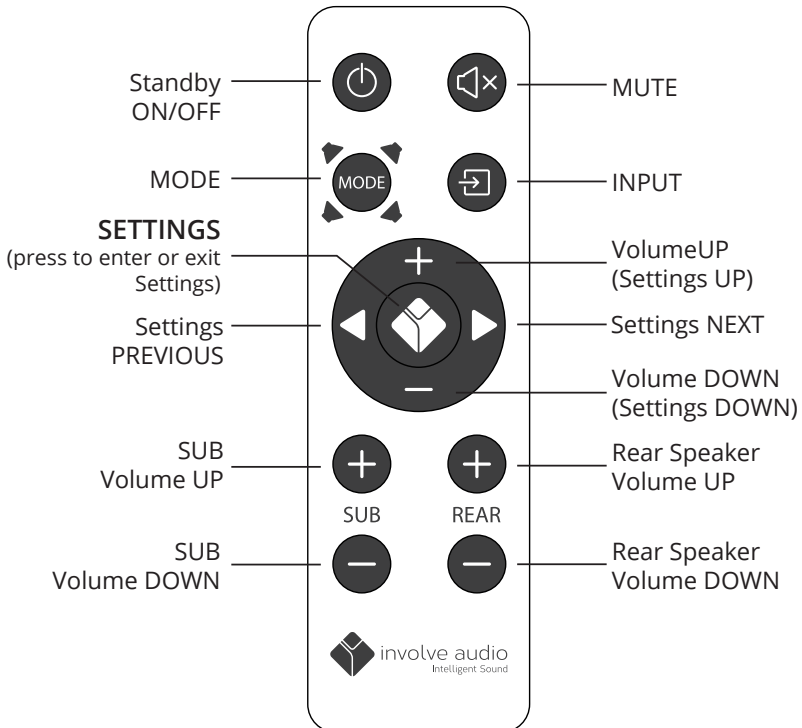 Standby
ON/OFF
MUTE
MODE
MODE
INPUT
SETTINGS
(press to enter or exit
Settings)
VolumeUP
(Settings UP)
Settings
PREVIOUS
Settings NEXT
Volume DOWN
(Settings DOWN)
SUB
Volume UP
Rear Speaker
Volume UP
SUB
REAR
SUB
Volume DOWN
Rear Speaker
Volume DOWN
involve audio
Intelligent Sound